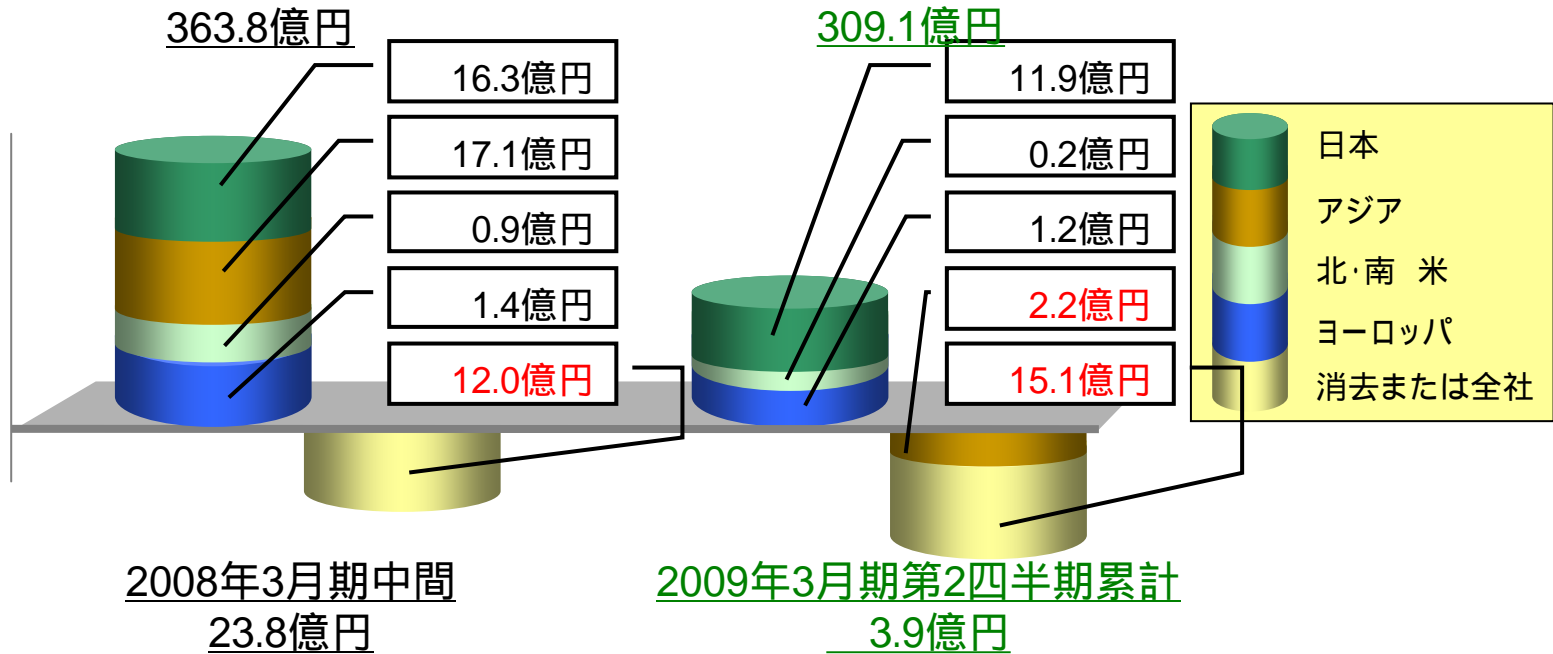 363.8億円
16.3億円
17.1億円
0.9億円
1.4億円
12.0億円
2008年3月期中間
23.8億円
309.1億円
11.9億円
0.2億円
1.2億円
2.2億円
15.1億円
2009年3月期第2四半期累計
3.9億円
日本
アジア
北・南 米
ヨーロッパ
消去または全社